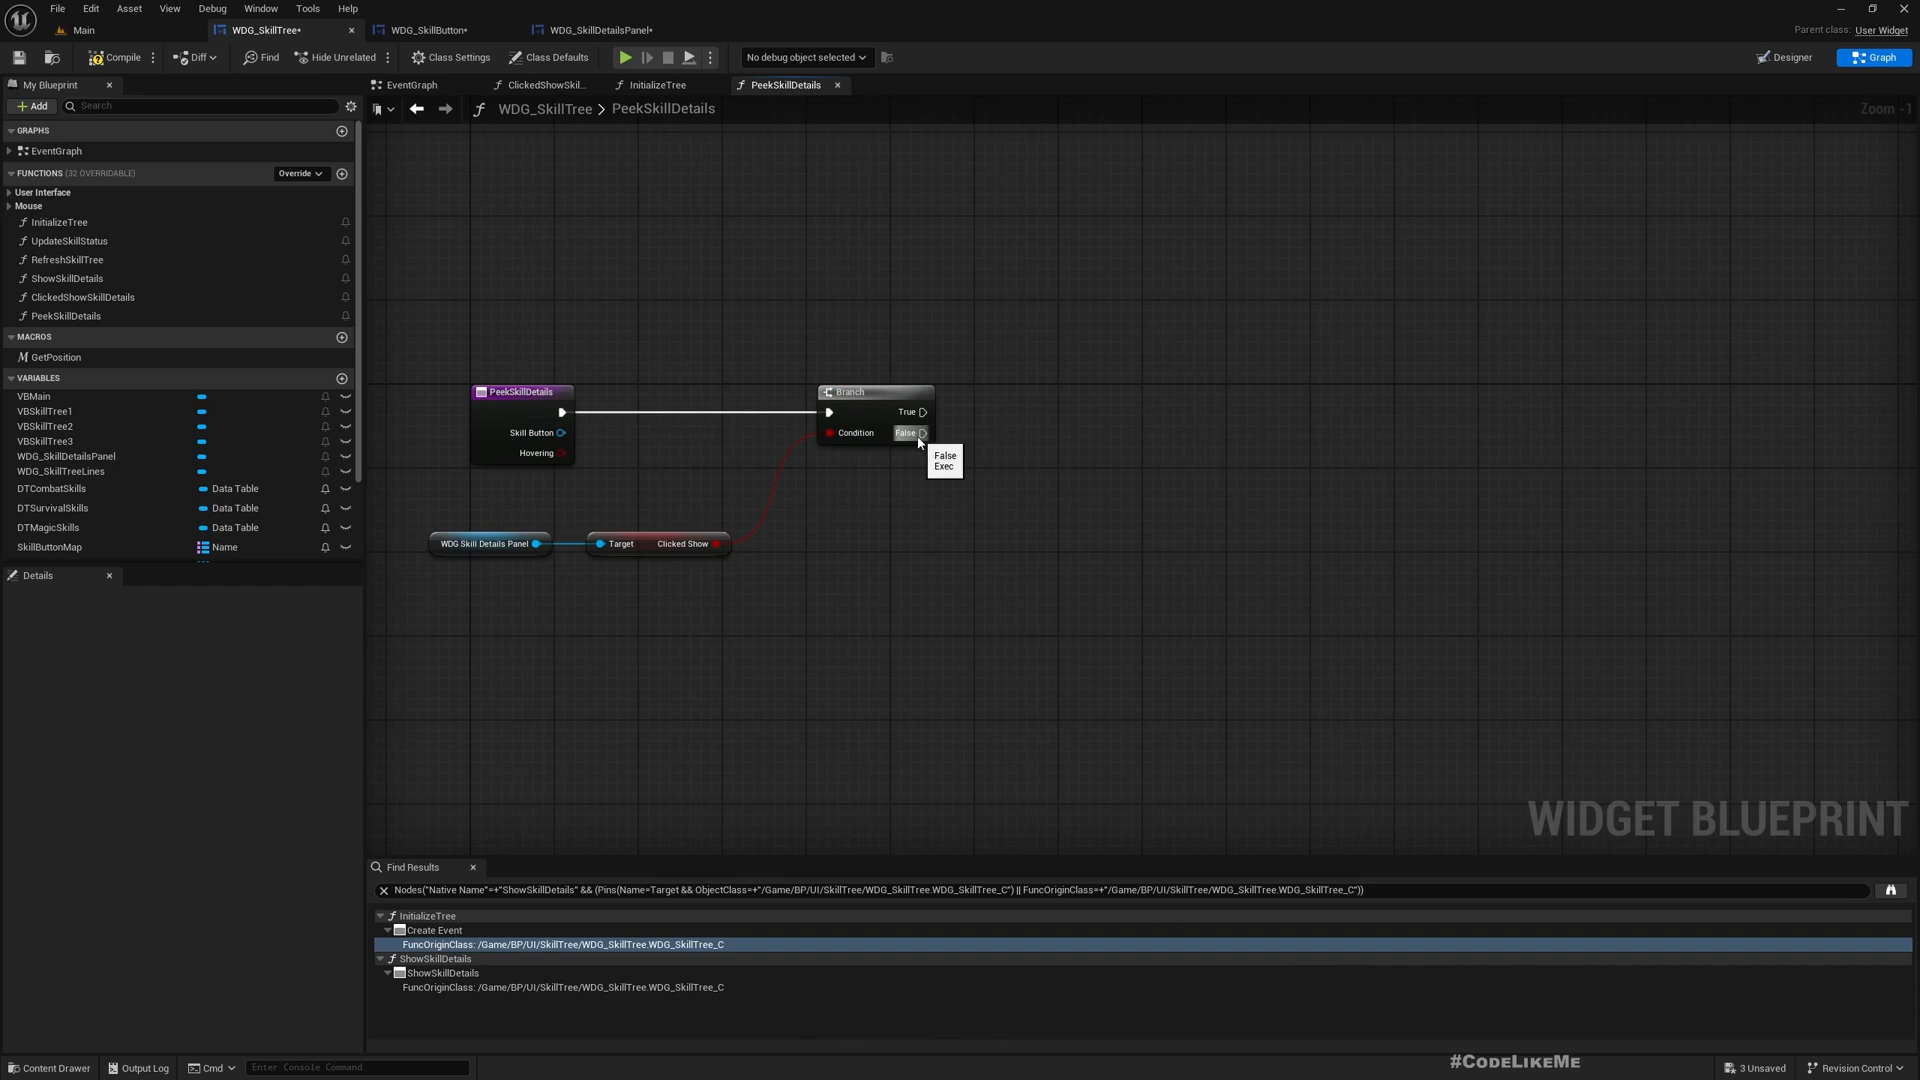 File Edit Asset View Debug Window Tools Help
Main
WDG_SkillTree*
WDG_SkillButton*
WDG_SkillDetailsPanel*
Parent class: User Widget
Compile
Diff
Find
Hide Unrelated
Class Settings
Class Defaults
No debug object selected
Designer
Graph
My Blueprint
EventGraph
ClickedShowSkil...
InitializeTree
PeekSkillDetails
Add
Search
WDG_SkillTree > PeekSkillDetails
Zoom -1
GRAPHS
EventGraph
FUNCTIONS (32 OVERRIDABLE)
Override
User Interface
Mouse
InitializeTree
UpdateSkillStatus
RefreshSkillTree
ShowSkillDetails
ClickedShowSkillDetails
PeekSkillDetails
MACROS
GetPosition
VARIABLES
VBMain
VBSkillTree1
VBSkillTree2
VBSkillTree3
WDG_SkillDetailsPanel
WDG_SkillTreeLines
DTCombatSkills Data Table
DTSurvivalSkills Data Table
DTMagicSkills Data Table
SkillButtonMap Name
Details
PeekSkillDetails
Skill Button
Hovering
Branch
True
Condition
False
False
Exec
WDG Skill Details Panel
Target
Clicked Show
WIDGET BLUEPRINT
Find Results
Nodes("Native Name"=+"ShowSkillDetails" && (Pins(Name=Target && ObjectClass=+"/Game/BP/UI/SkillTree/WDG_SkillTree.WDG_SkillTree_C") || FuncOriginClass=+"/Game/BP/UI/SkillTree/WDG_SkillTree.WDG_SkillTree_C"))
InitializeTree
Create Event
FuncOriginClass: /Game/BP/UI/SkillTree/WDG_SkillTree.WDG_SkillTree_C
ShowSkillDetails
ShowSkillDetails
FuncOriginClass: /Game/BP/UI/SkillTree/WDG_SkillTree.WDG_SkillTree_C
Content Drawer
Output Log
Cmd
Enter Console Command
#CODELIKEME
3 Unsaved
Revision Control